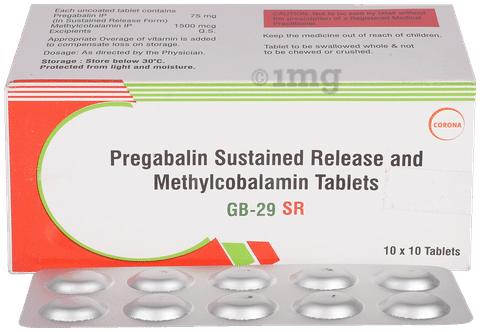 Each uncoated tablet contains
Pregabalin IP 75 mg
(In Sustained Release Form)
Methylcobalamin IP 1500 mcg
Excipients Q.S.
Appropriate Overage of vitamin is added
to compensate loss on storage.
Dosage: As directed by the Physician.
Storage : Store below 30°C.
Protected from light and moisture.
CAUTION: Not to be sold by retail without
the prescription of a Registered Medical
Practitioner.
Keep the medicine out of reach of children.
Tablet to be swallowed whole & not
to be chewed or crushed.
1mg
CORONA
Pregabalin Sustained Release and
Methylcobalamin Tablets
GB-29 SR
10 x 10 Tablets